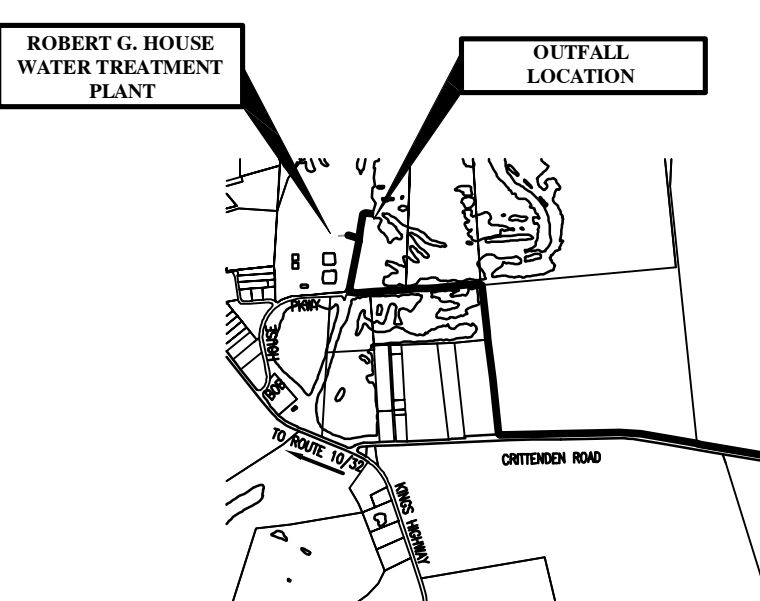 ROBERT G. HOUSE
WATER TREATMENT
PLANT
OUTFALL
LOCATION
BOB
HOUSE
PKWY
TO ROUTE 10/32
CRITTENDEN ROAD
KINGS HIGHWAY